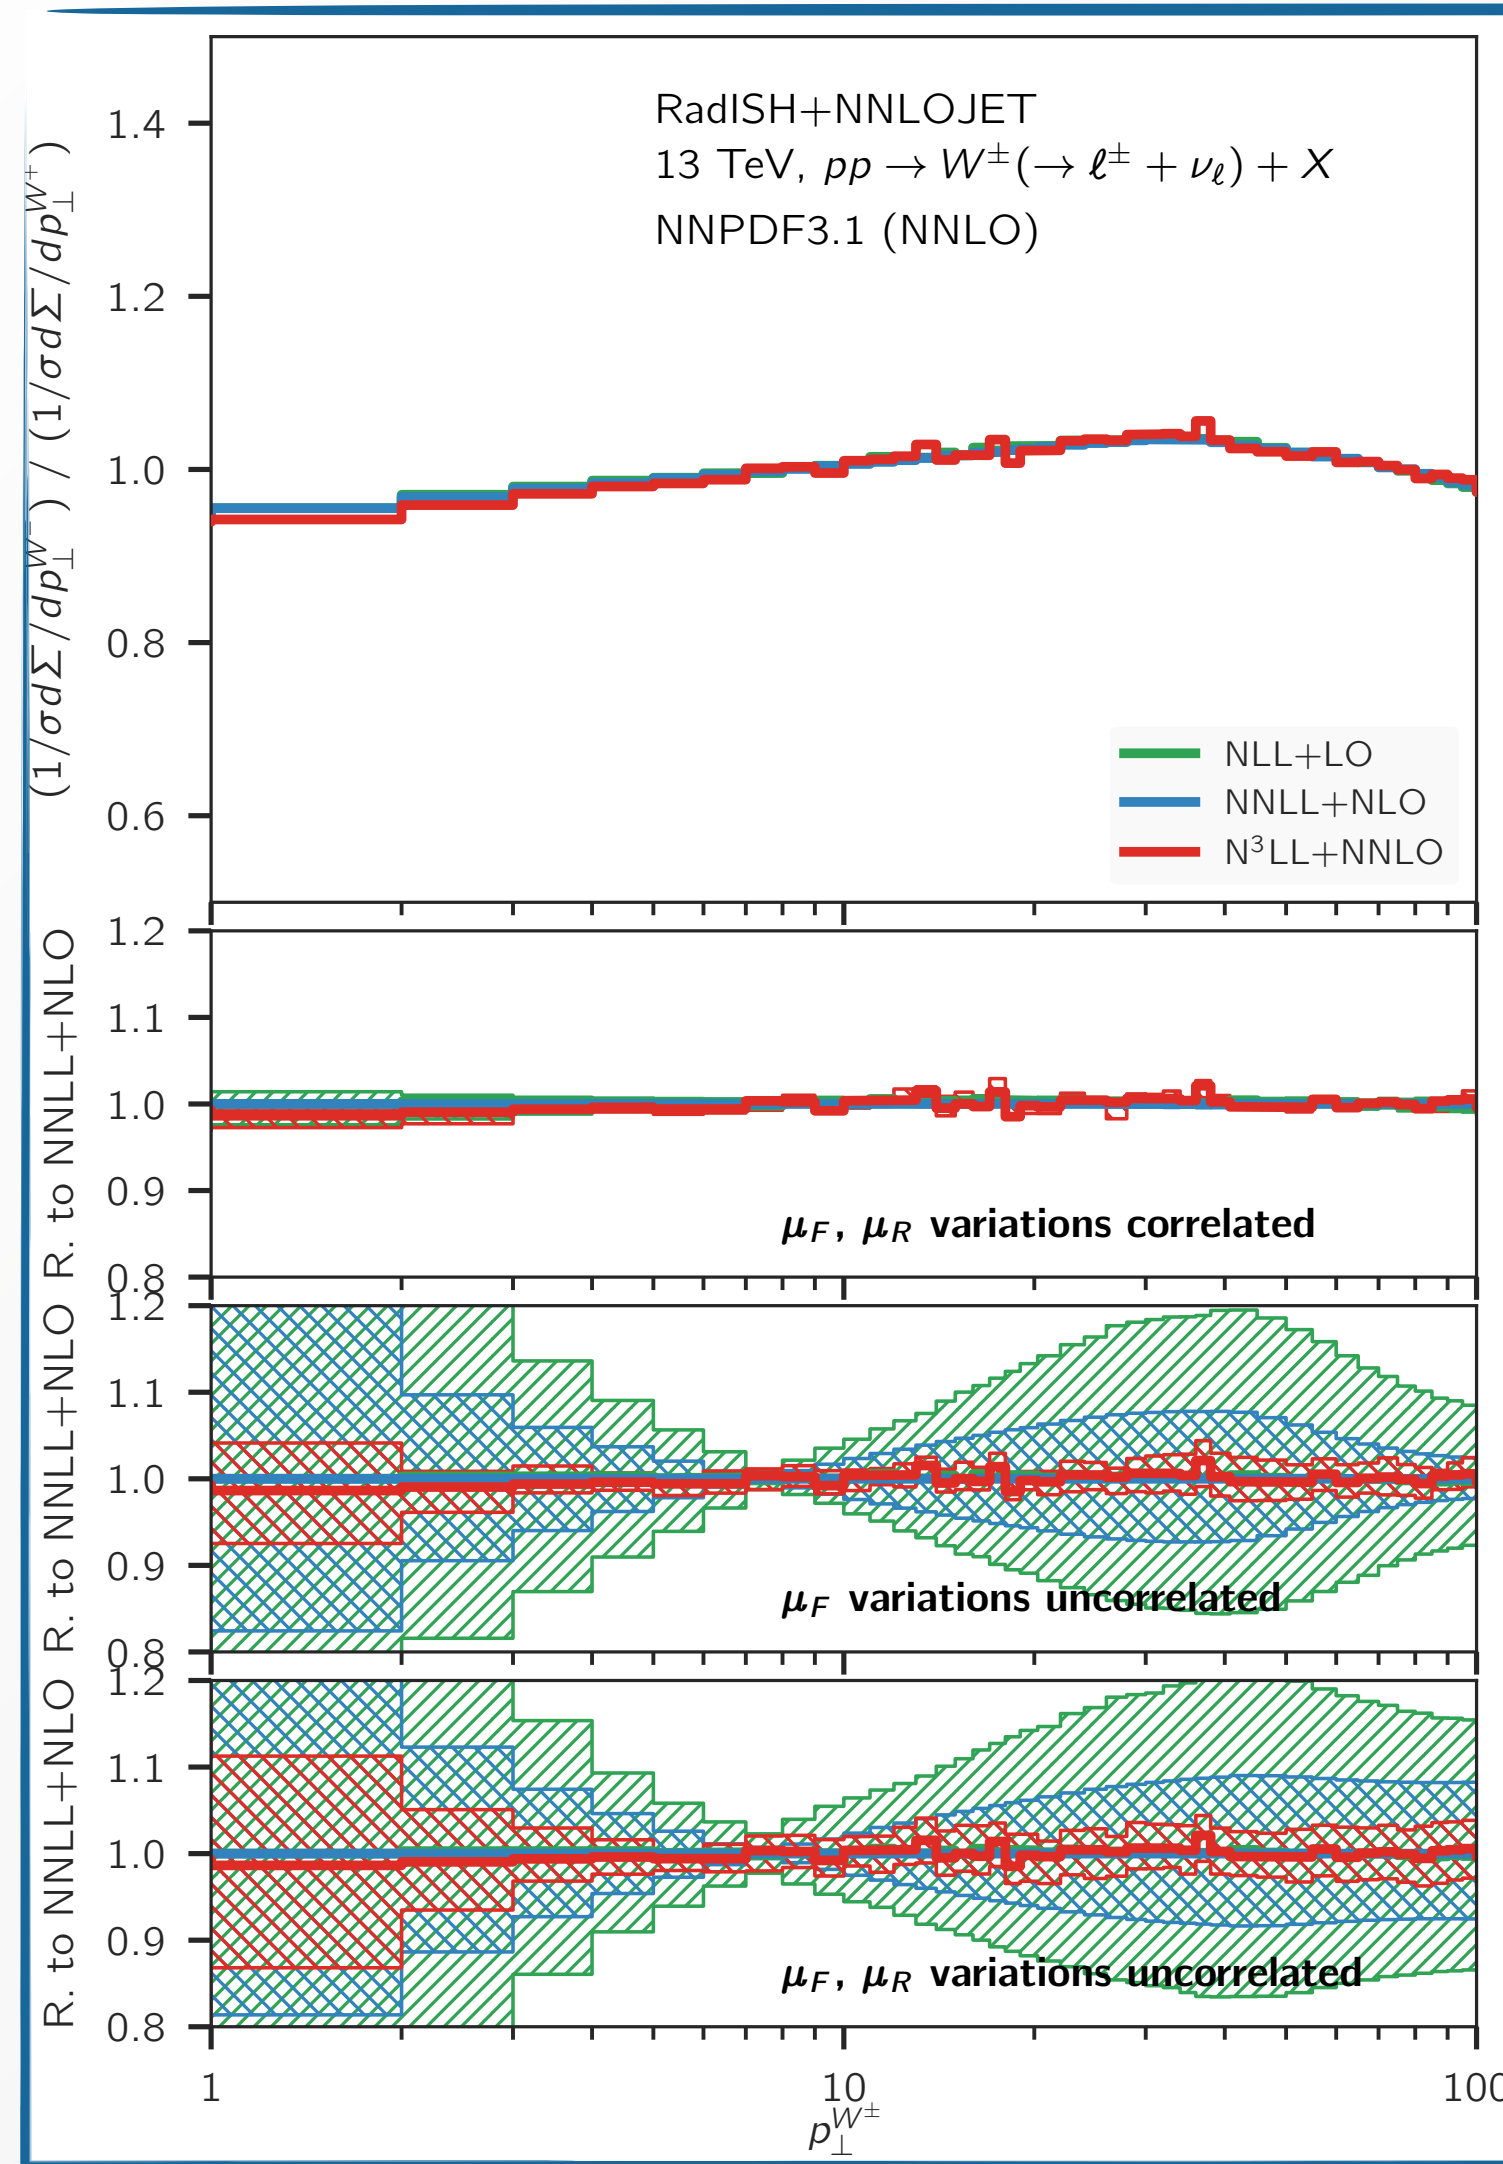 RadISH+NNLOJET
13 TeV, pp → W±(→ ℓ± + νℓ) + X
NNPDF3.1 (NNLO)
(1/σdΣ/dp⊥^W−) / (1/σdΣ/dp⊥^W+)
1.4
1.2
1.0
0.8
0.6
NLL+LO
NNLL+NLO
N³LL+NNLO
R. to NNLL+NLO
1.2
1.1
1.0
0.9
0.8
μF, μR variations correlated
R. to NNLL+NLO
1.2
1.1
1.0
0.9
0.8
μF variations uncorrelated
R. to NNLL+NLO
1.2
1.1
1.0
0.9
0.8
μF, μR variations uncorrelated
1
10
100
p⊥^W±